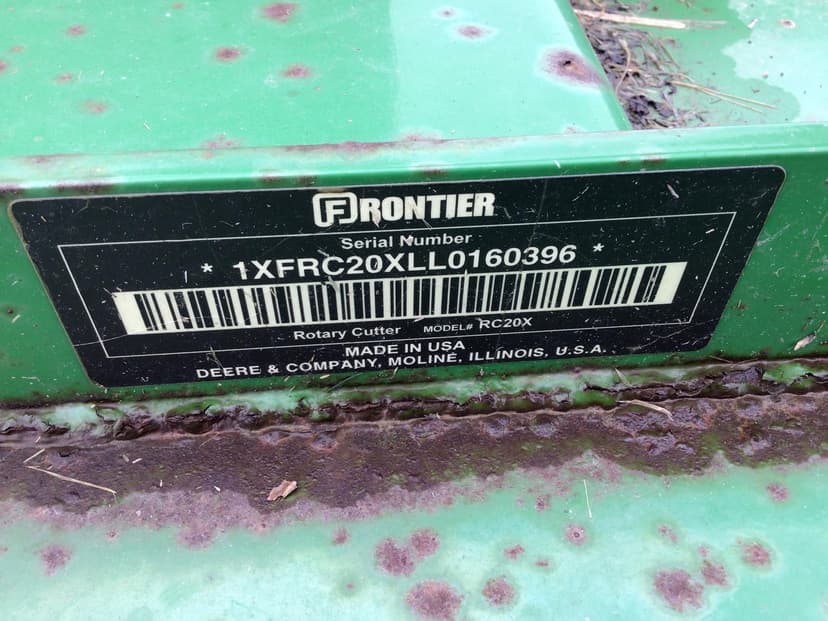 FRONTIER
Serial Number
* 1XFRC20XLL0160396 *
Rotary Cutter MODEL# RC20X
MADE IN USA
DEERE & COMPANY, MOLINE, ILLINOIS, U.S.A.